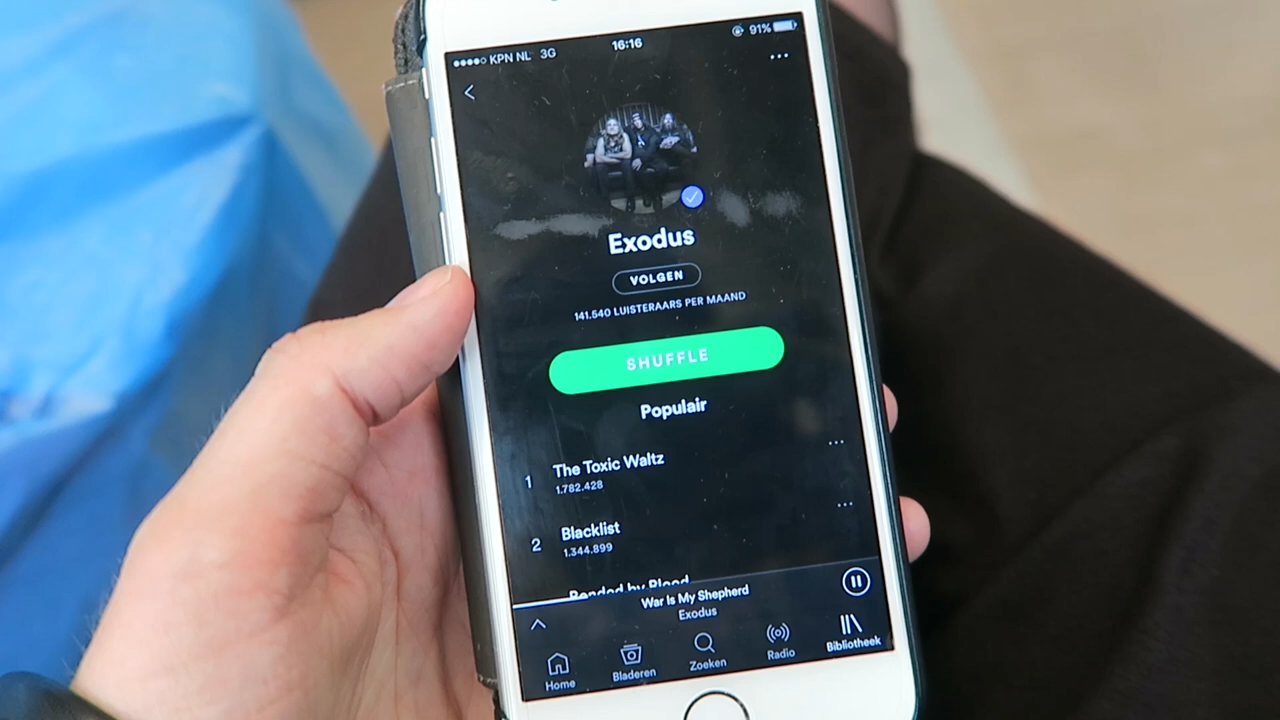 KPN NL 3G 16:16 91%
Exodus
VOLGEN
141.540 LUISTERAARS PER MAAND
SHUFFLE
Populair
1 The Toxic Waltz
1.782.428
2 Blacklist
1.344.899
Rended by Blood
War Is My Shepherd
Exodus
Home Bladeren Zoeken Radio Bibliotheek